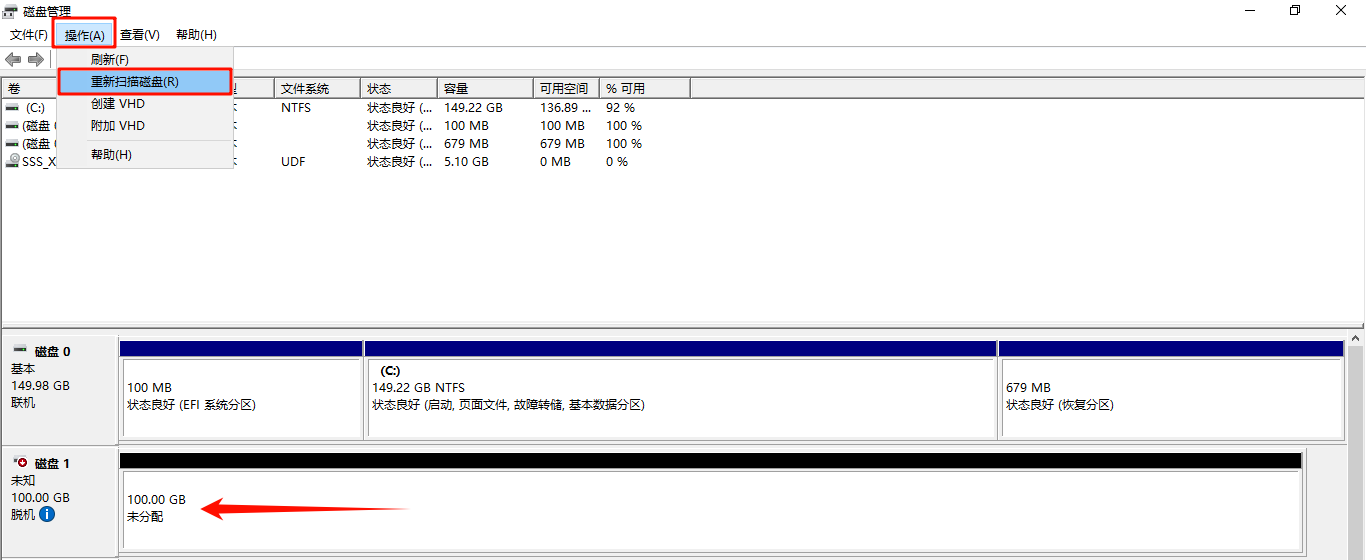 磁盘管理
文件(F) 操作(A) 查看(V) 帮助(H)
刷新(F)
重新扫描磁盘(R)
创建 VHD
附加 VHD
帮助(H)
卷 型 文件系统 状态 容量 可用空间 % 可用
(C:) 本 NTFS 状态良好 (... 149.22 GB 136.89 ... 92 %
(磁盘 本 状态良好 (... 100 MB 100 MB 100 %
(磁盘 本 状态良好 (... 679 MB 679 MB 100 %
SSS_X 本 UDF 状态良好 (... 5.10 GB 0 MB 0 %
磁盘 0
基本
149.98 GB
联机
100 MB
状态良好 (EFI 系统分区)
(C:)
149.22 GB NTFS
状态良好 (启动, 页面文件, 故障转储, 基本数据分区)
679 MB
状态良好 (恢复分区)
磁盘 1
未知
100.00 GB
脱机 i
100.00 GB
未分配